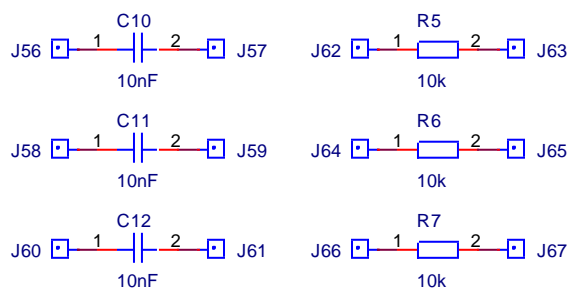 C10 R5
J56 1 2 J57 J62 1 2 J63
10nF 10k
C11 R6
J58 1 2 J59 J64 1 2 J65
10nF 10k
C12 R7
J60 1 2 J61 J66 1 2 J67
10nF 10k